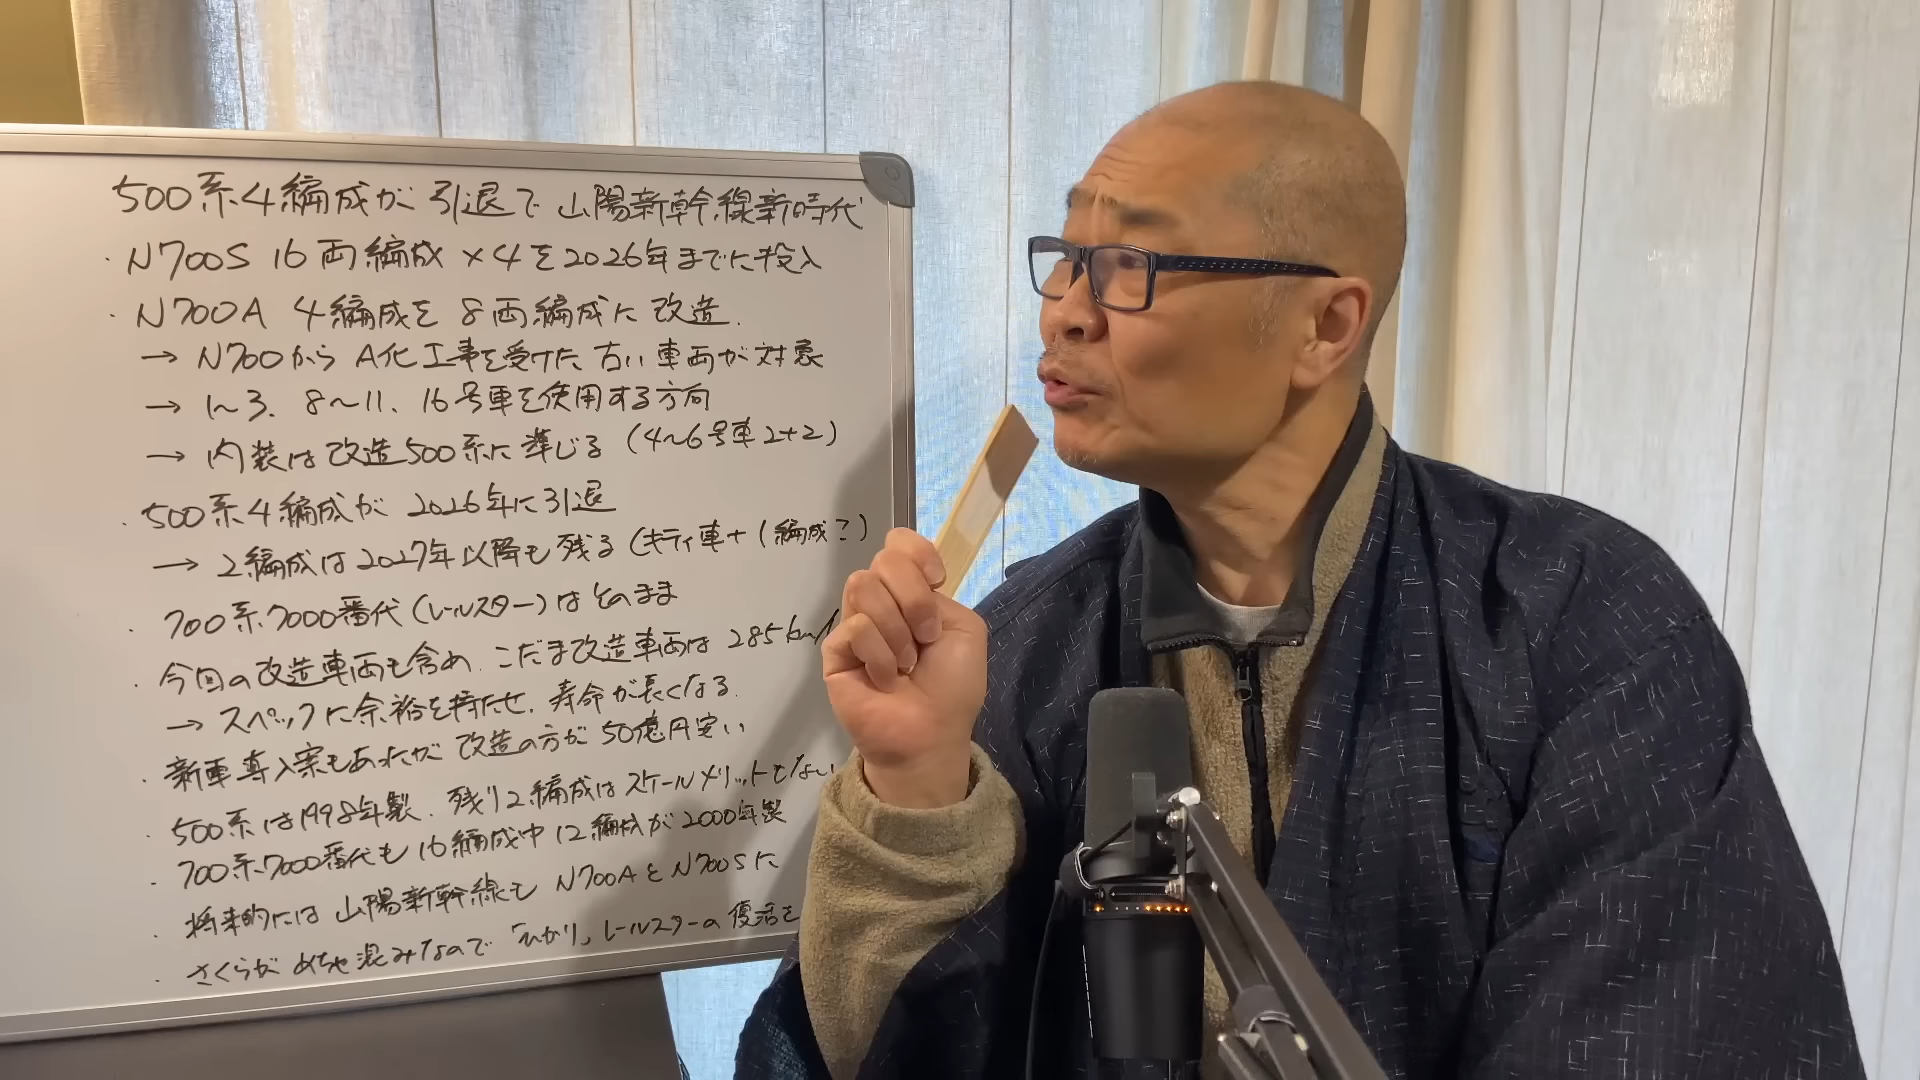 500系4編成が引退で山陽新幹線新時代
・N700S 16両編成×4を2026年までに投入
・N700A 4編成を8両編成に改造.
→ N700からA化工事を受けた古い車両が対象
→ 1〜3. 8〜11. 16号車を使用する方向
→ 内装は改造500系に準じる (4〜6号車2+2)
・500系4編成が2026年に引退
→ 2編成は2027年以降も残る (キティ車+1編成?)
・700系7000番代(レールスター)はそのまま
・今回の改造車両も含め. こだま改造車両は285km/
→ スペックに余裕を持たせ. 寿命が長くなる.
・新車導入案もあったが改造の方が50億円安い
・500系は1998年製. 残り2編成はスケールメリットもない
・700系7000番代も16編成中12編成が2000年製
・将来的には山陽新幹線もN700AとN700Sに
・さくらがめちゃ混みなので「ひかり」レールスターの復活を